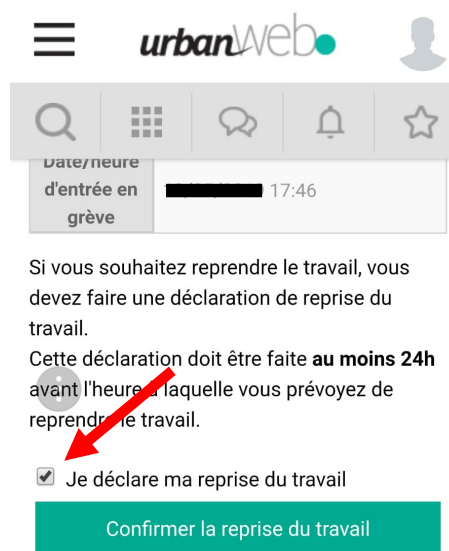 urbanweb
Date/heure
d'entrée en
grève
17:46
Si vous souhaitez reprendre le travail, vous
devez faire une déclaration de reprise du
travail.
Cette déclaration doit être faite au moins 24h
avant l'heure à laquelle vous prévoyez de
reprendre le travail.
Je déclare ma reprise du travail
Confirmer la reprise du travail